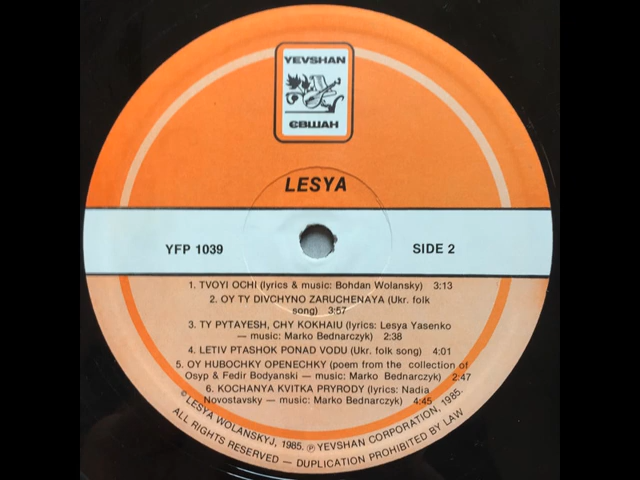 YEVSHAN
ЄВШАН
LESYA
YFP 1039
SIDE 2
1. TVOYI OCHI (lyrics & music: Bohdan Wolansky) 3:13
2. OY TY DIVCHYNO ZARUCHENAYA (Ukr. folk
song) 3:57
3. TY PYTAYESH, CHY KOKHAIU (lyrics: Lesya Yasenko
— music: Marko Bednarczyk) 2:38
4. LETIV PTASHOK PONAD VODU (Ukr. folk song) 4:01
5. OY HUBOCHKY OPENECHKY (poem from the collection of
Osyp & Fedir Bodyanski — music: Marko Bednarczyk) 2:47
6. KOCHANYA KVITKA PRYRODY (lyrics: Nadia
Novostavsky — music: Marko Bednarczyk) 4:45
©LESYA WOLANSKYJ, 1985. ℗ YEVSHAN CORPORATION, 1985.
ALL RIGHTS RESERVED — DUPLICATION PROHIBITED BY LAW